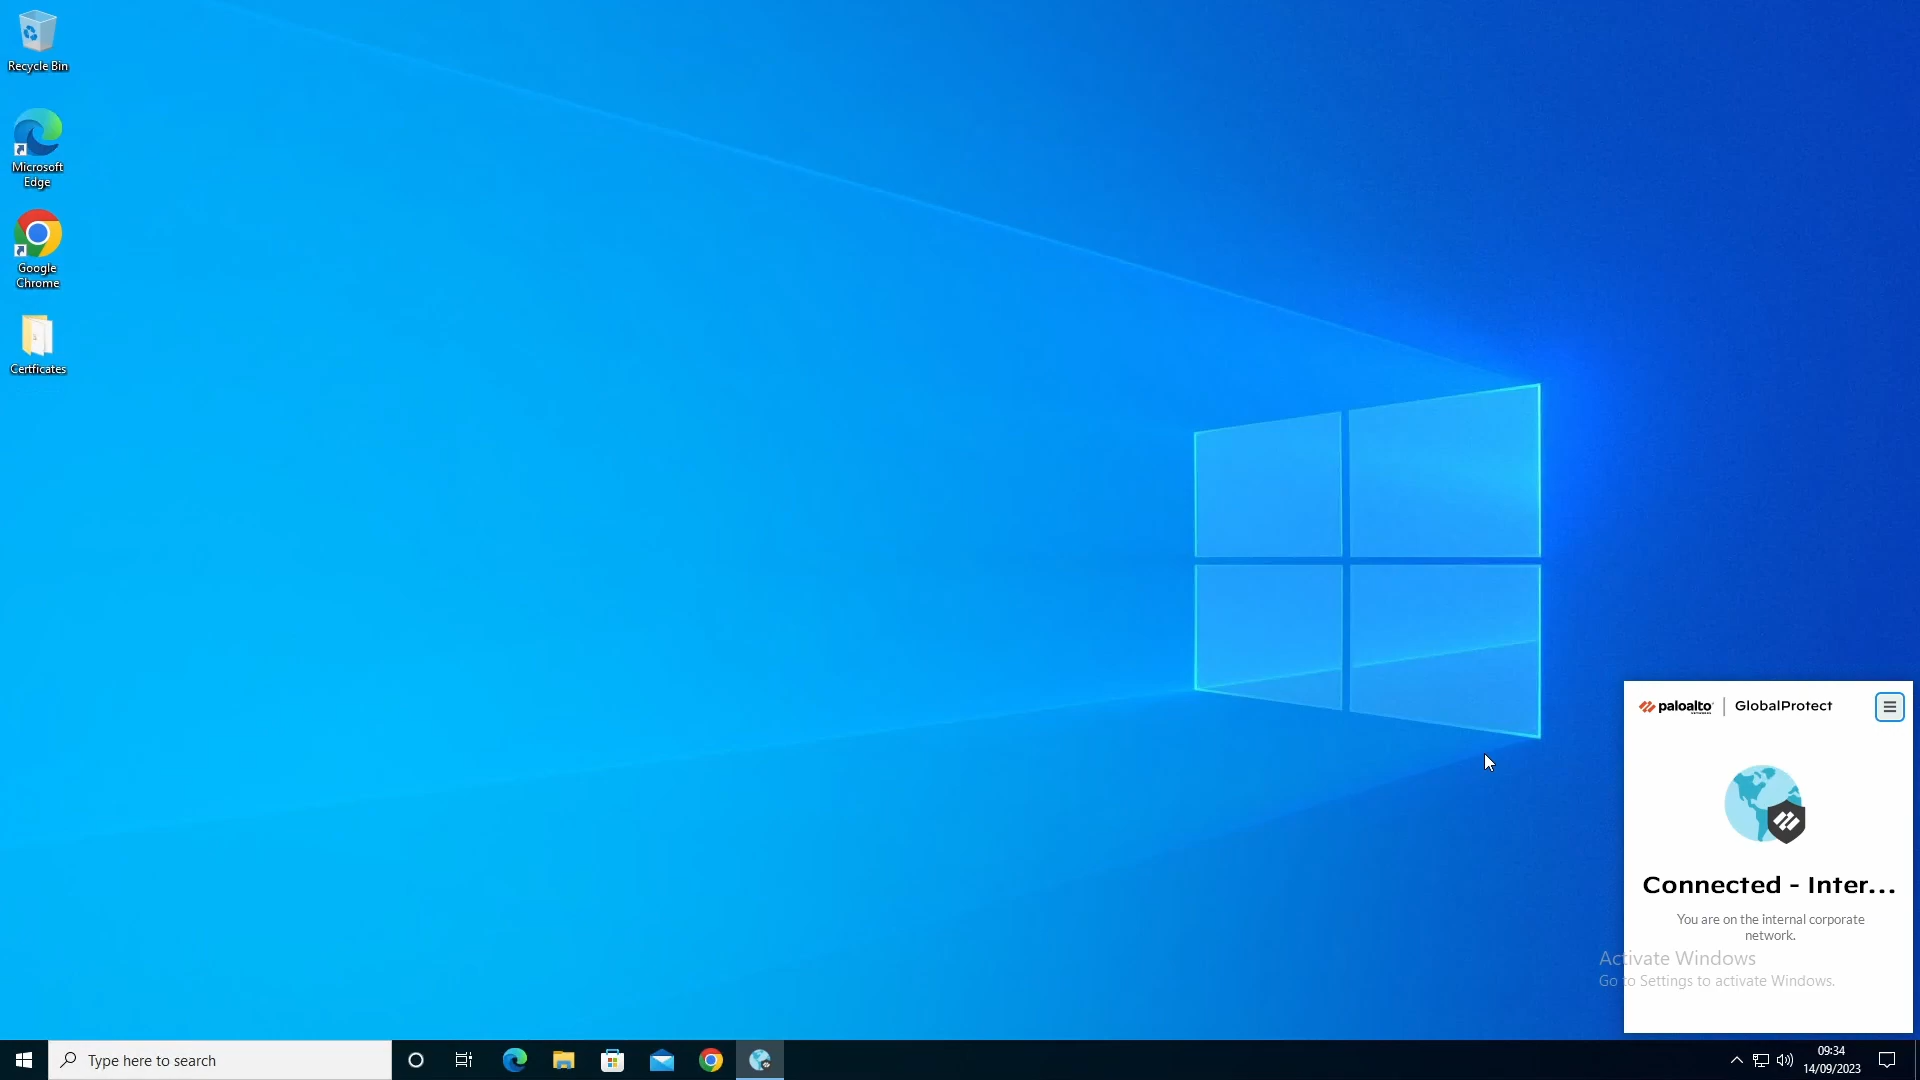 Recycle Bin
Microsoft
Edge
Google
Chrome
Certficates
paloalto
GlobalProtect
Connected - Inter...
You are on the internal corporate
network.
Activate Windows
Go to Settings to activate Windows.
Type here to search
09:34
14/09/2023